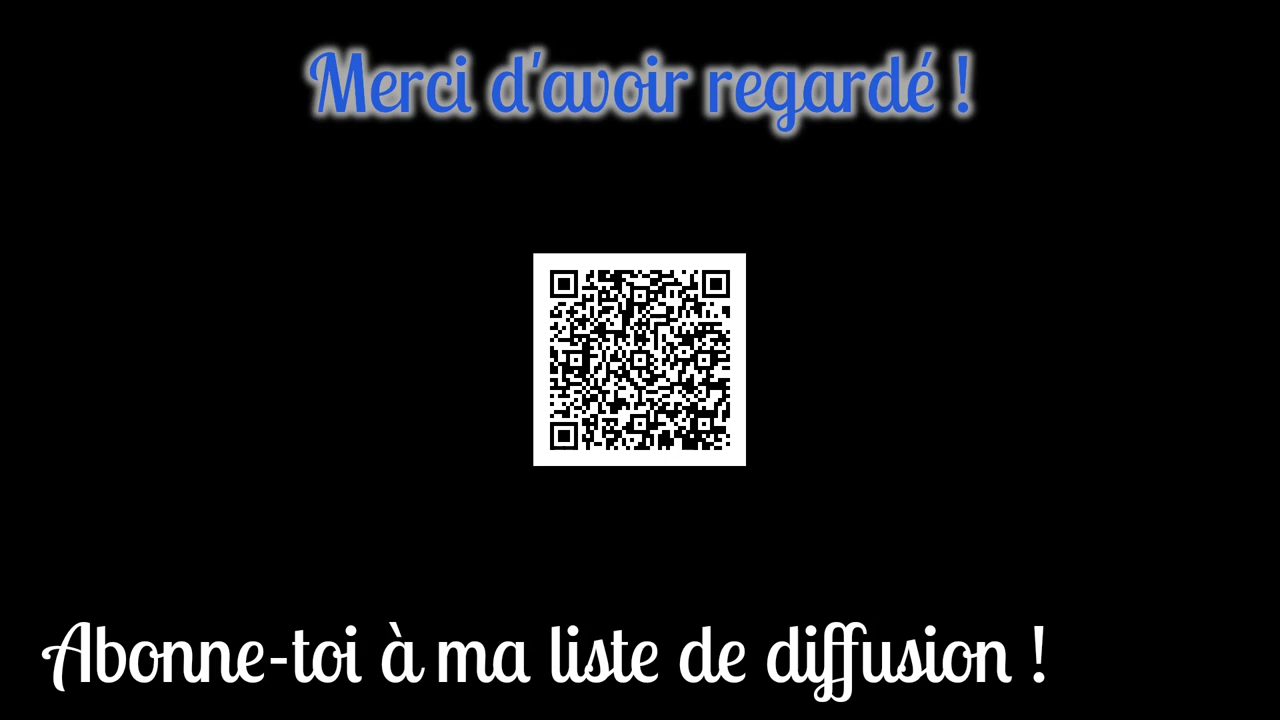 Merci d'avoir regardé !
Abonne-toi à ma liste de diffusion !